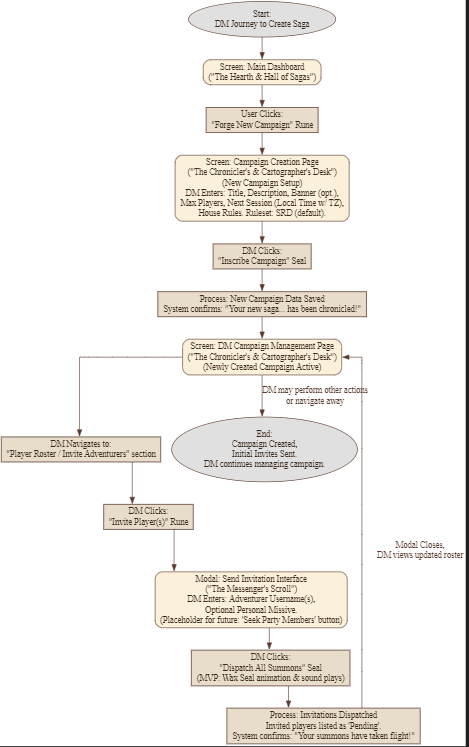 Start:
DM Journey to Create Saga
Screen: Main Dashboard
("The Hearth & Hall of Sagas")
User Clicks:
"Forge New Campaign" Rune
Screen: Campaign Creation Page
("The Chronicler's & Cartographer's Desk")
(New Campaign Setup)
DM Enters: Title, Description, Banner (opt.),
Max Players, Next Session (Local Time w/ TZ),
House Rules. Ruleset: SRD (default).
DM Clicks:
"Inscribe Campaign" Seal
Process: New Campaign Data Saved
System confirms: "Your new saga... has been chronicled!"
Screen: DM Campaign Management Page
("The Chronicler's & Cartographer's Desk")
(Newly Created Campaign Active)
DM may perform other actions
or navigate away
End:
Campaign Created,
Initial Invites Sent.
DM continues managing campaign.
DM Navigates to:
"Player Roster / Invite Adventurers" section
DM Clicks:
"Invite Player(s)" Rune
Modal Closes,
DM views updated roster
Modal: Send Invitation Interface
("The Messenger's Scroll")
DM Enters: Adventurer Username(s),
Optional Personal Missive.
(Placeholder for future: 'Seek Party Members' button)
DM Clicks:
"Dispatch All Summons" Seal
(MVP: Wax Seal animation & sound plays)
Process: Invitations Dispatched
Invited players listed as 'Pending'.
System confirms: "Your summons have taken flight!"